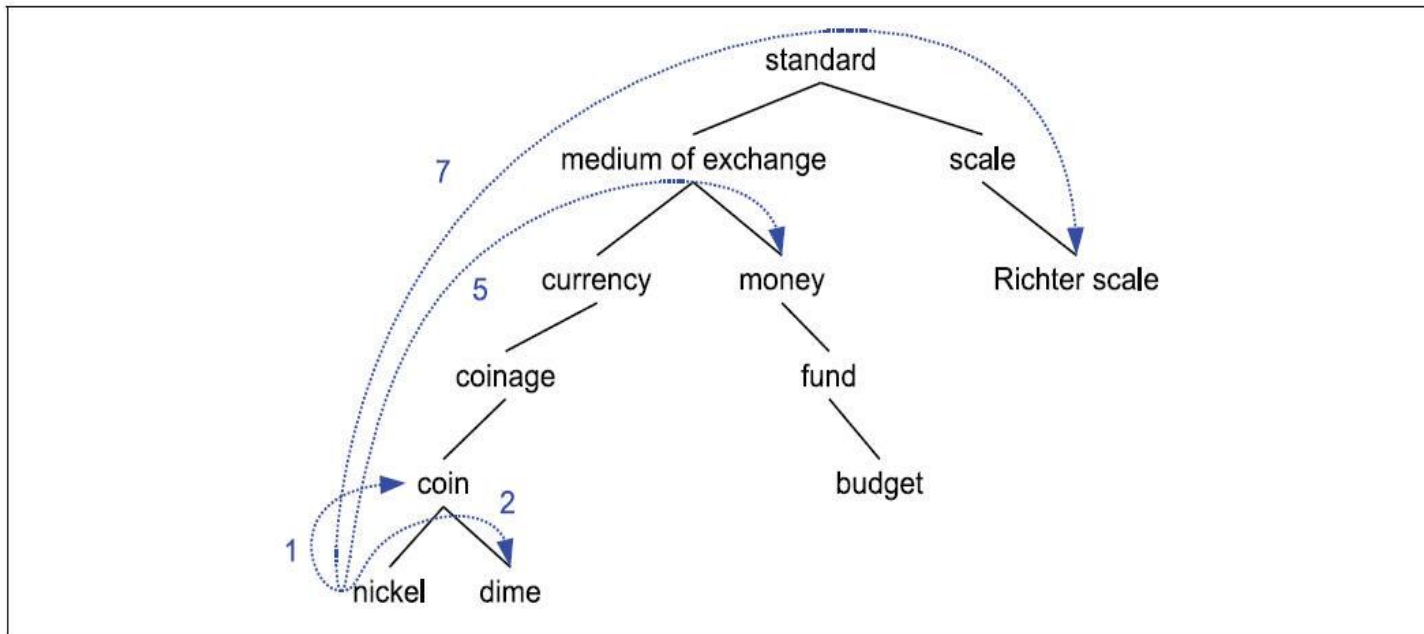 standard
7
medium of exchange
scale
5
currency
money
Richter scale
coinage
fund
coin
2
budget
1
nickel
dime